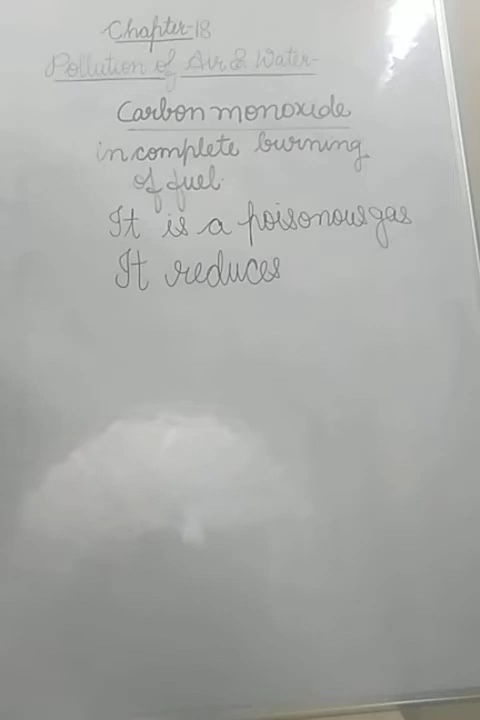 Chapter-18
Pollution of Air & Water-
Carbon monoxide
incomplete burning
of fuel.
It is a poisonous gas
It reduces